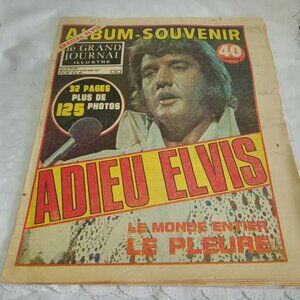 ALBUM-SOUVENIR
le GRAND
JOURNAL
ILLUSTRE
40
CENTS
32 PAGES
PLUS DE
125 PHOTOS
ADIEU ELVIS
LE MONDE ENTIER
LE PLEURE